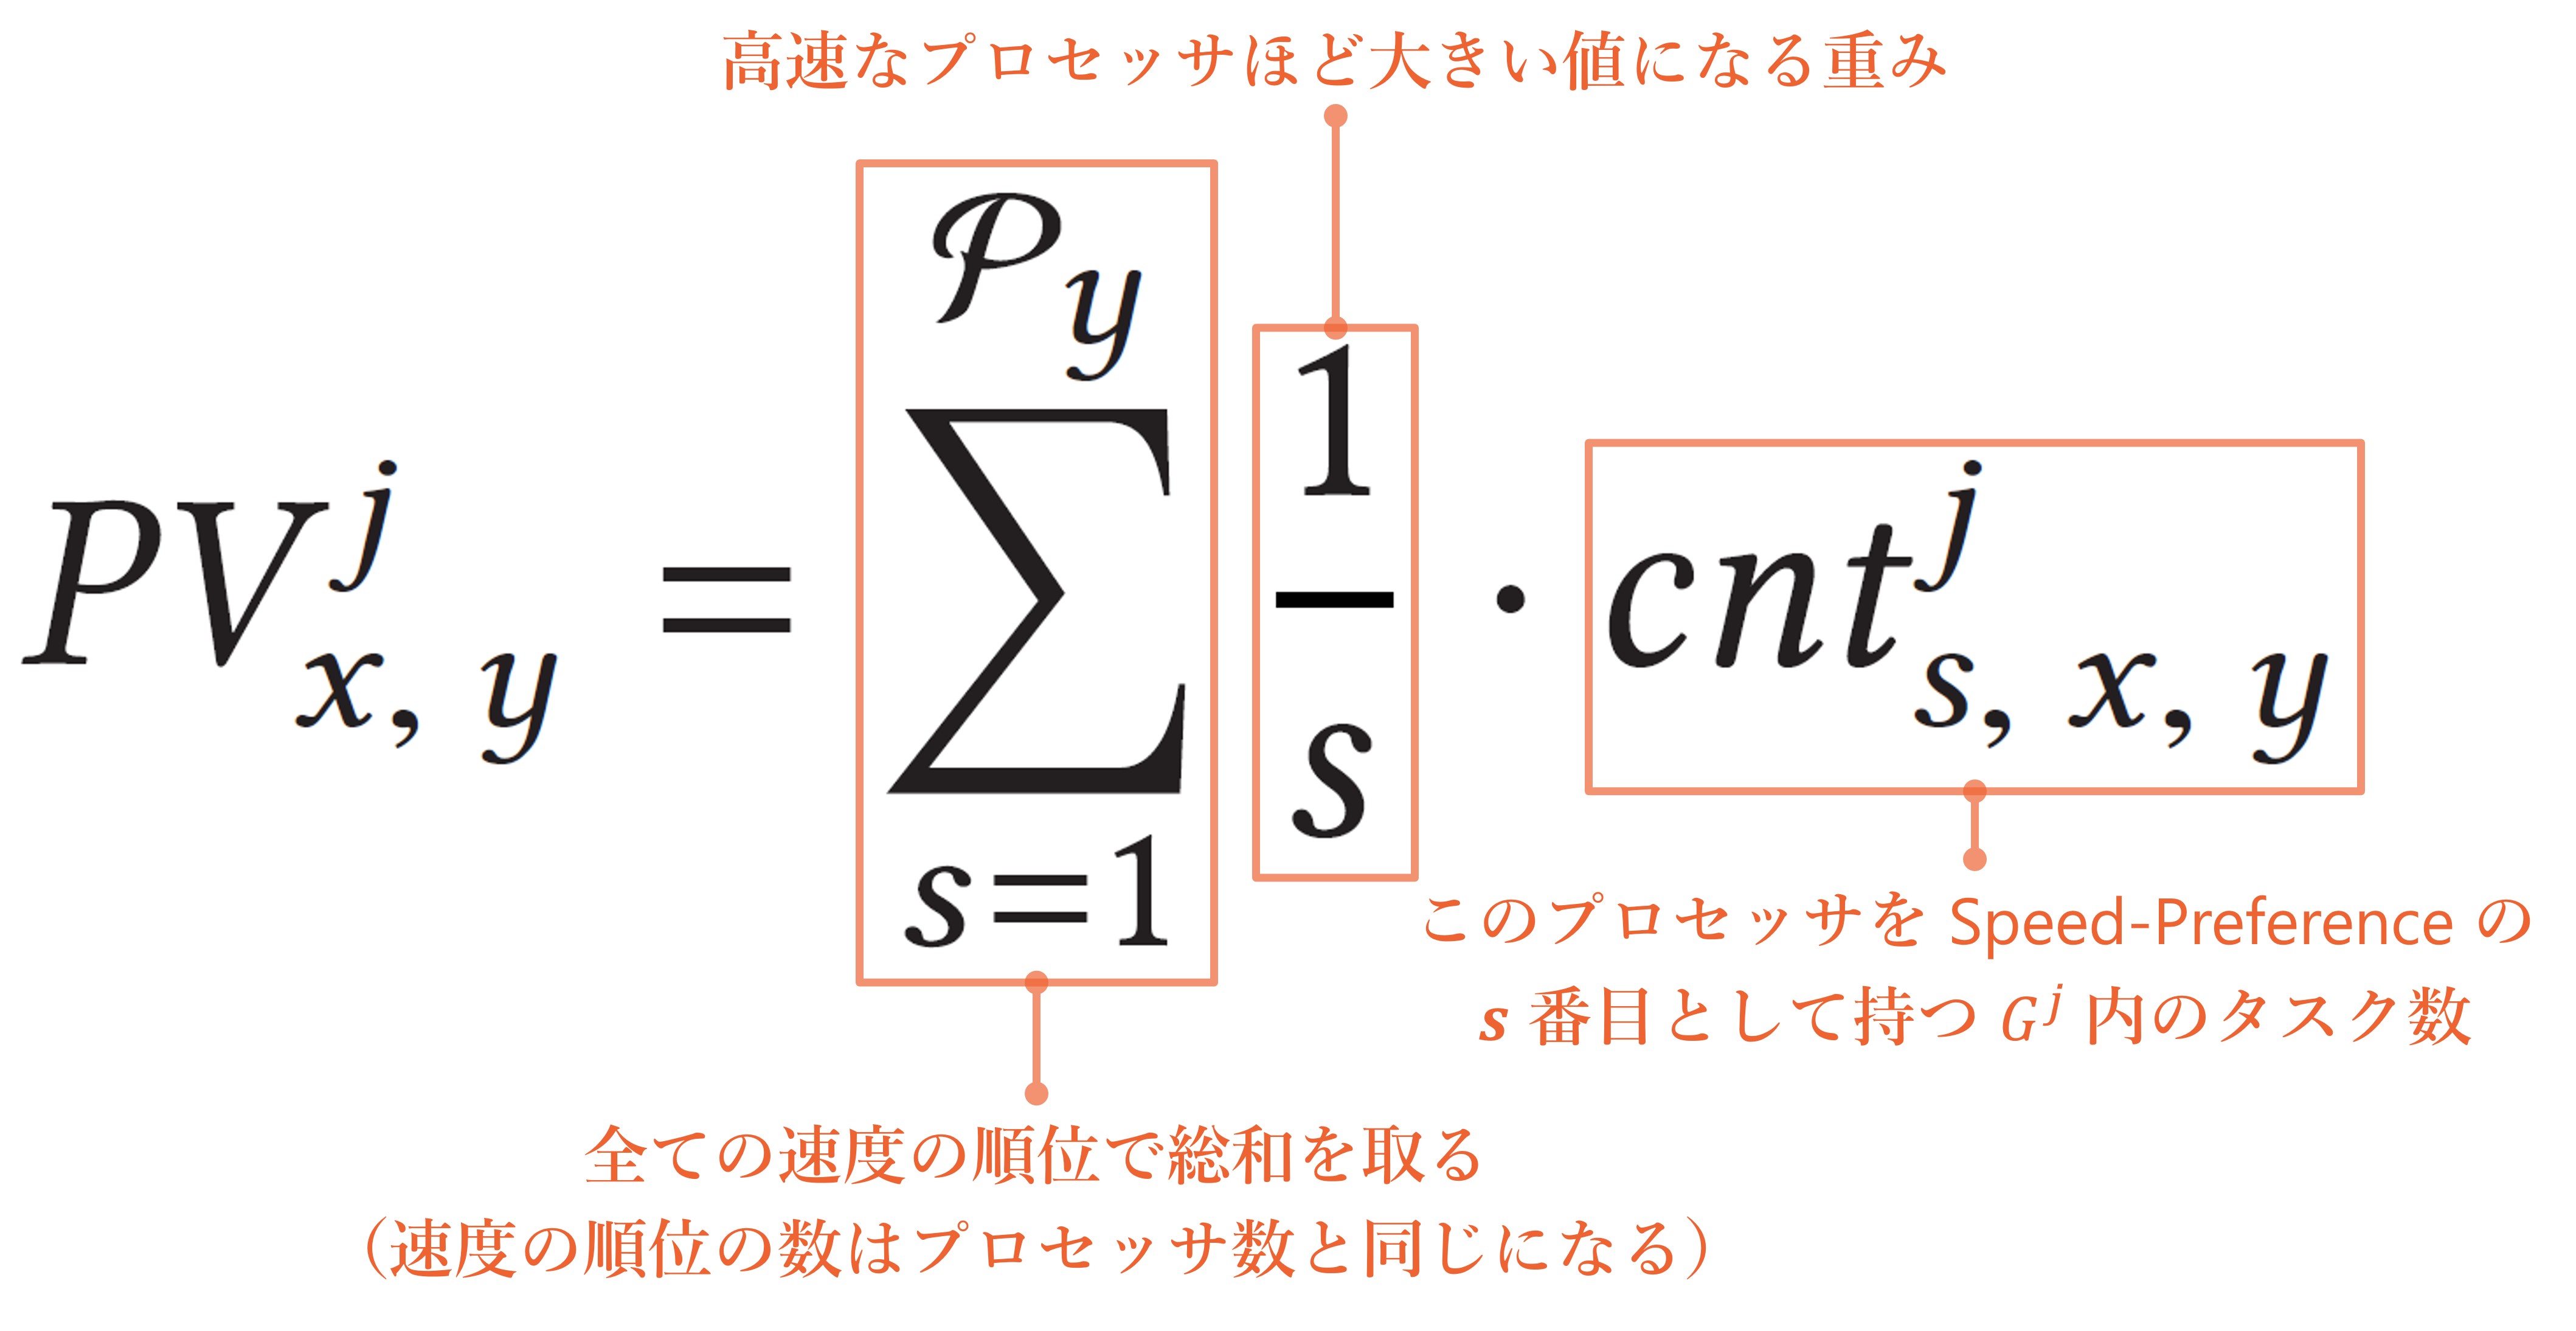 高速なプロセッサほど大きい値になる重み
$PV^{j}_{x, y} = \sum_{s=1}^{\mathcal{P}_y} \frac{1}{s} \cdot cnt^{j}_{s, x, y}$
このプロセッサを Speed-Preference の
s 番目として持つ $G^j$ 内のタスク数
全ての速度の順位で総和を取る
（速度の順位の数はプロセッサ数と同じになる）